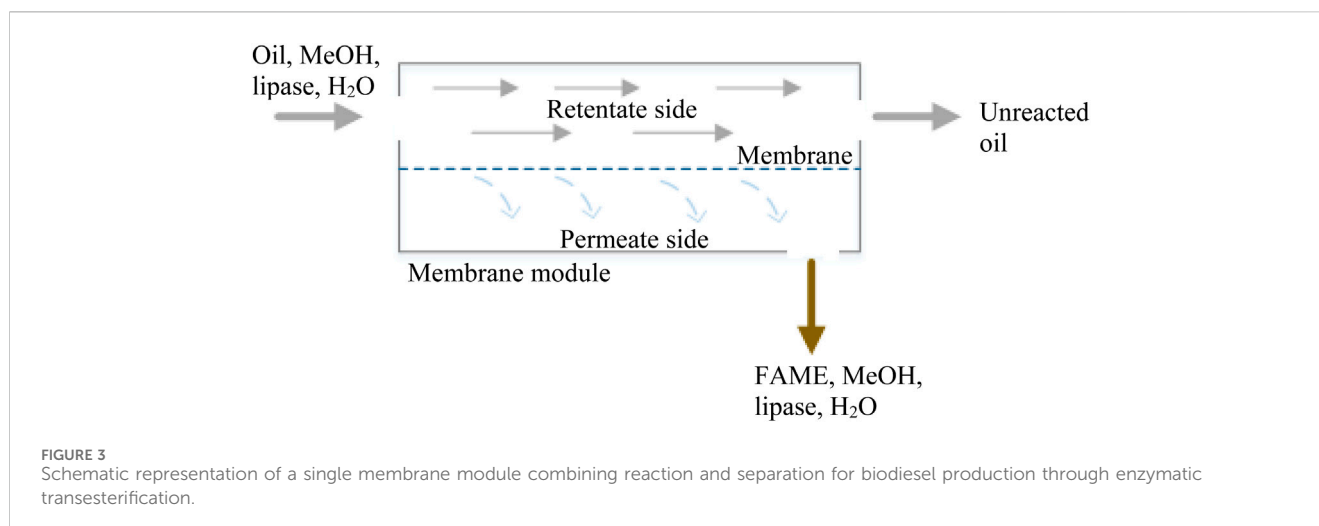 Oil, MeOH,
lipase, H₂O
Retentate side
Unreacted
oil
Membrane
Permeate side
Membrane module
FAME, MeOH,
lipase, H₂O
FIGURE 3
Schematic representation of a single membrane module combining reaction and separation for biodiesel production through enzymatic
transesterification.